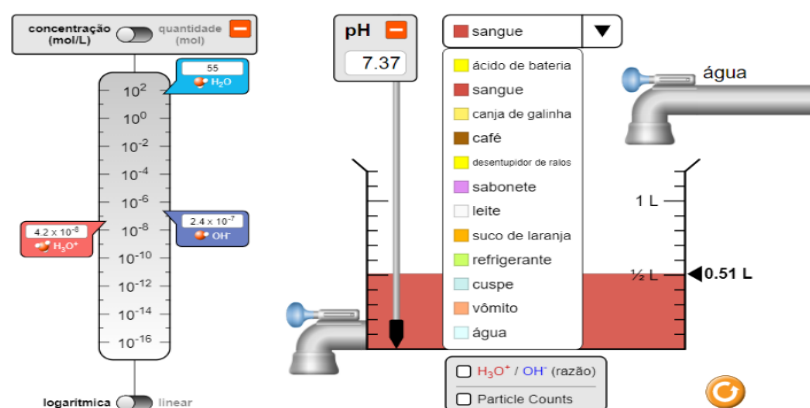 concentração
(mol/L)
quantidade
(mol)
55
H₂O
10²
10⁰
10⁻²
10⁻⁴
10⁻⁶
10⁻⁸
10⁻¹⁰
10⁻¹²
10⁻¹⁴
10⁻¹⁶
4.2 x 10⁻⁸
H₃O⁺
2.4 x 10⁻⁷
OH⁻
logarítmica
linear
pH
7.37
sangue
ácido de bateria
sangue
canja de galinha
café
desentupidor de ralos
sabonete
leite
suco de laranja
refrigerante
cuspe
vômito
água
água
1 L
½ L
0.51 L
H₃O⁺ / OH⁻ (razão)
Particle Counts